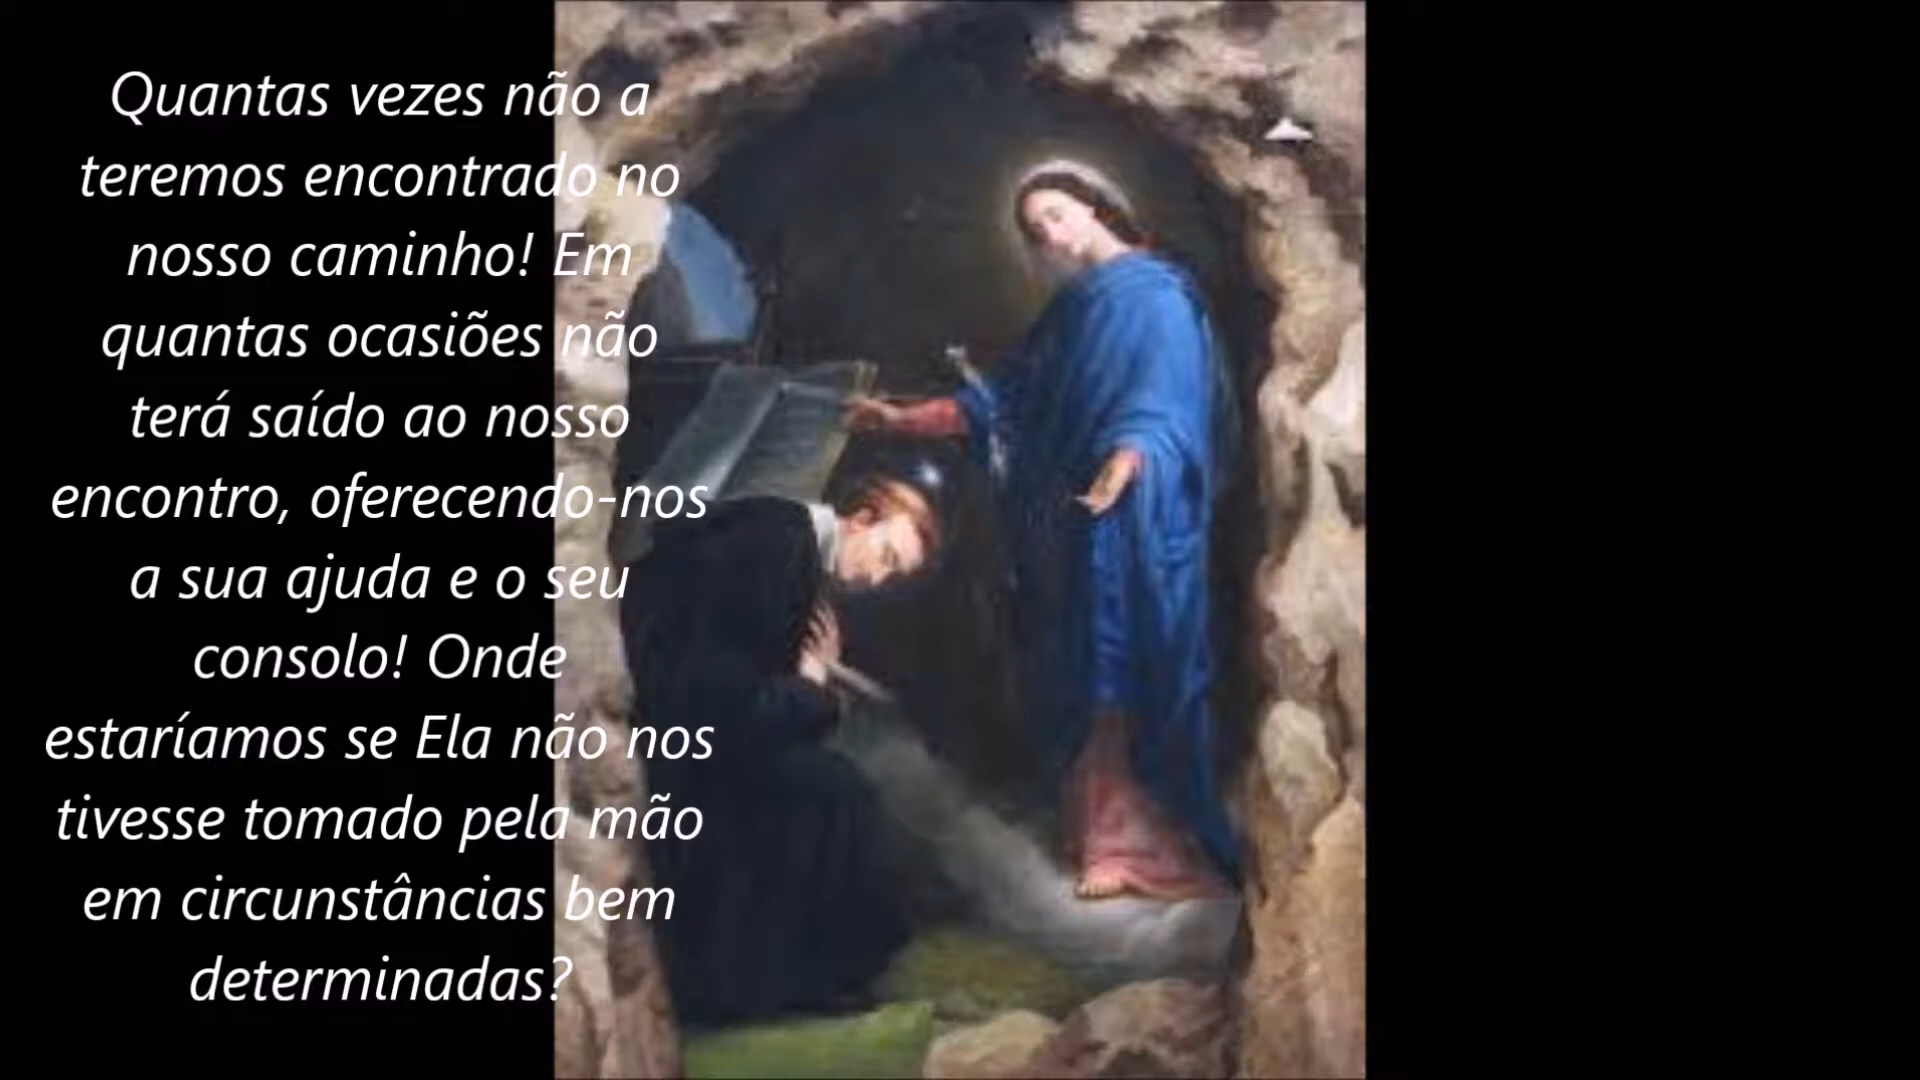 Quantas vezes não a
teremos encontrado no
nosso caminho! Em
quantas ocasiões não
terá saído ao nosso
encontro, oferecendo-nos
a sua ajuda e o seu
consolo! Onde
estaríamos se Ela não nos
tivesse tomado pela mão
em circunstâncias bem
determinadas?